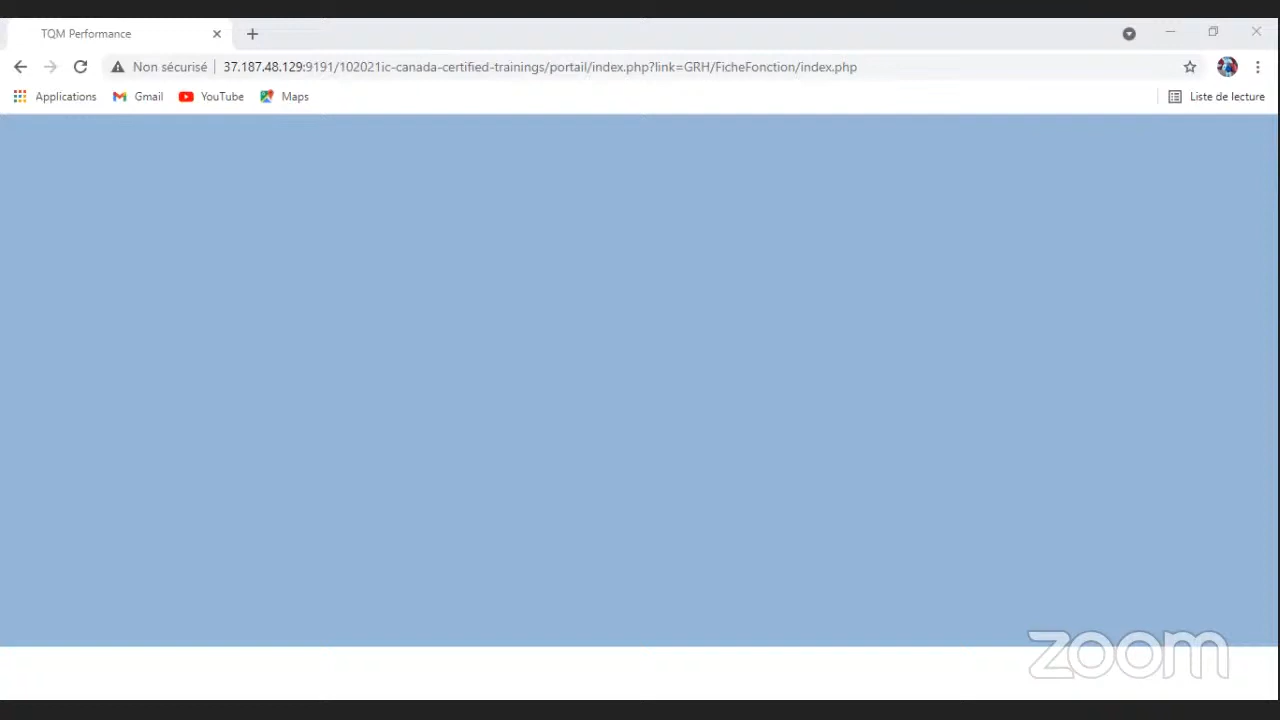 TQM Performance
Non sécurisé 37.187.48.129:9191/102021ic-canada-certified-trainings/portail/index.php?link=GRH/FicheFonction/index.php
Applications Gmail YouTube Maps Liste de lecture
zoom